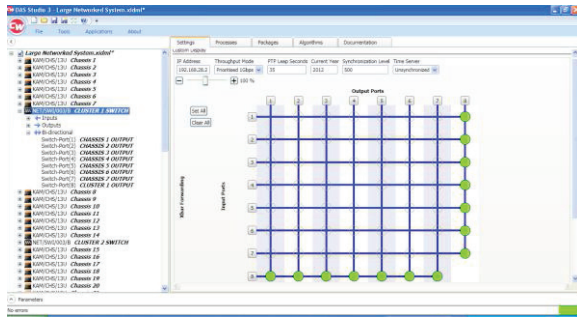 DAS Studio 3 - Large Networked System.xidml*
File Tools Applications About
Large Networked System.xidml*
KAM/CHS/13U Chassis 1
KAM/CHS/13U Chassis 2
KAM/CHS/13U Chassis 3
KAM/CHS/13U Chassis 4
KAM/CHS/13U Chassis 5
KAM/CHS/13U Chassis 6
KAM/CHS/13U Chassis 7
NET/SWI/003/B CLUSTER 1 SWITCH
Inputs
Outputs
Bi-directional
Switch-Port(1) CHASSIS 1 OUTPUT
Switch-Port(2) CHASSIS 2 OUTPUT
Switch-Port(3) CHASSIS 3 OUTPUT
Switch-Port(4) CHASSIS 4 OUTPUT
Switch-Port(5) CHASSIS 5 OUTPUT
Switch-Port(6) CHASSIS 6 OUTPUT
Switch-Port(7) CHASSIS 7 OUTPUT
Switch-Port(8) CLUSTER 1 OUTPUT
KAM/CHS/13U Chassis 8
KAM/CHS/13U Chassis 9
KAM/CHS/13U Chassis 10
KAM/CHS/13U Chassis 11
KAM/CHS/13U Chassis 12
KAM/CHS/13U Chassis 13
KAM/CHS/13U Chassis 14
NET/SWI/003/B CLUSTER 2 SWITCH
KAM/CHS/13U Chassis 15
KAM/CHS/13U Chassis 16
KAM/CHS/13U Chassis 17
KAM/CHS/13U Chassis 18
KAM/CHS/13U Chassis 19
Settings Processes Packages Algorithms Documentation
Custom Display
IP Address Throughput Mode PTP Leap Seconds Current Year Synchronization Level Time Server
192.168.28.2 Prioritised 1Gbps 35 2012 500 Unsynchronized
100 %
Output Ports
1 2 3 4 5 6 7 8
Set All
Clear All
Xbar Forwarding
Input Ports
1
2
3
4
5
6
7
8
Parameters
No errors